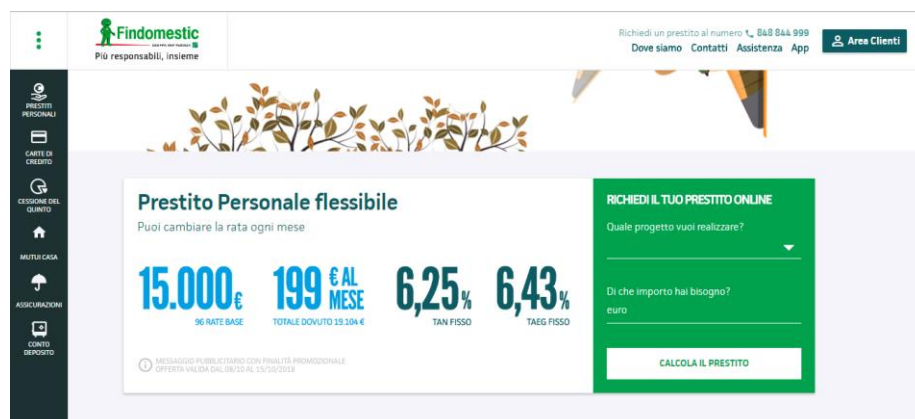 Findomestic
Più responsabili, insieme
Richiedi un prestito al numero 848 844 999
Dove siamo Contatti Assistenza App
Area Clienti
PRESTITI
PERSONALI
CARTE DI
CREDITO
CESSIONE DEL
QUINTO
MUTUI CASA
ASSICURAZIONI
CONTO
DEPOSITO
Prestito Personale flessibile
Puoi cambiare la rata ogni mese
15.000€
96 RATE BASE
199 € AL MESE
TOTALE DOVUTO 19.104 €
6,25%
TAN FISSO
6,43%
TAEG FISSO
MESSAGGIO PUBBLICITARIO CON FINALITÀ PROMOZIONALE
OFFERTA VALIDA DAL 08/10 AL 15/10/2018
RICHIEDI IL TUO PRESTITO ONLINE
Quale progetto vuoi realizzare?
Di che importo hai bisogno?
euro
CALCOLA IL PRESTITO